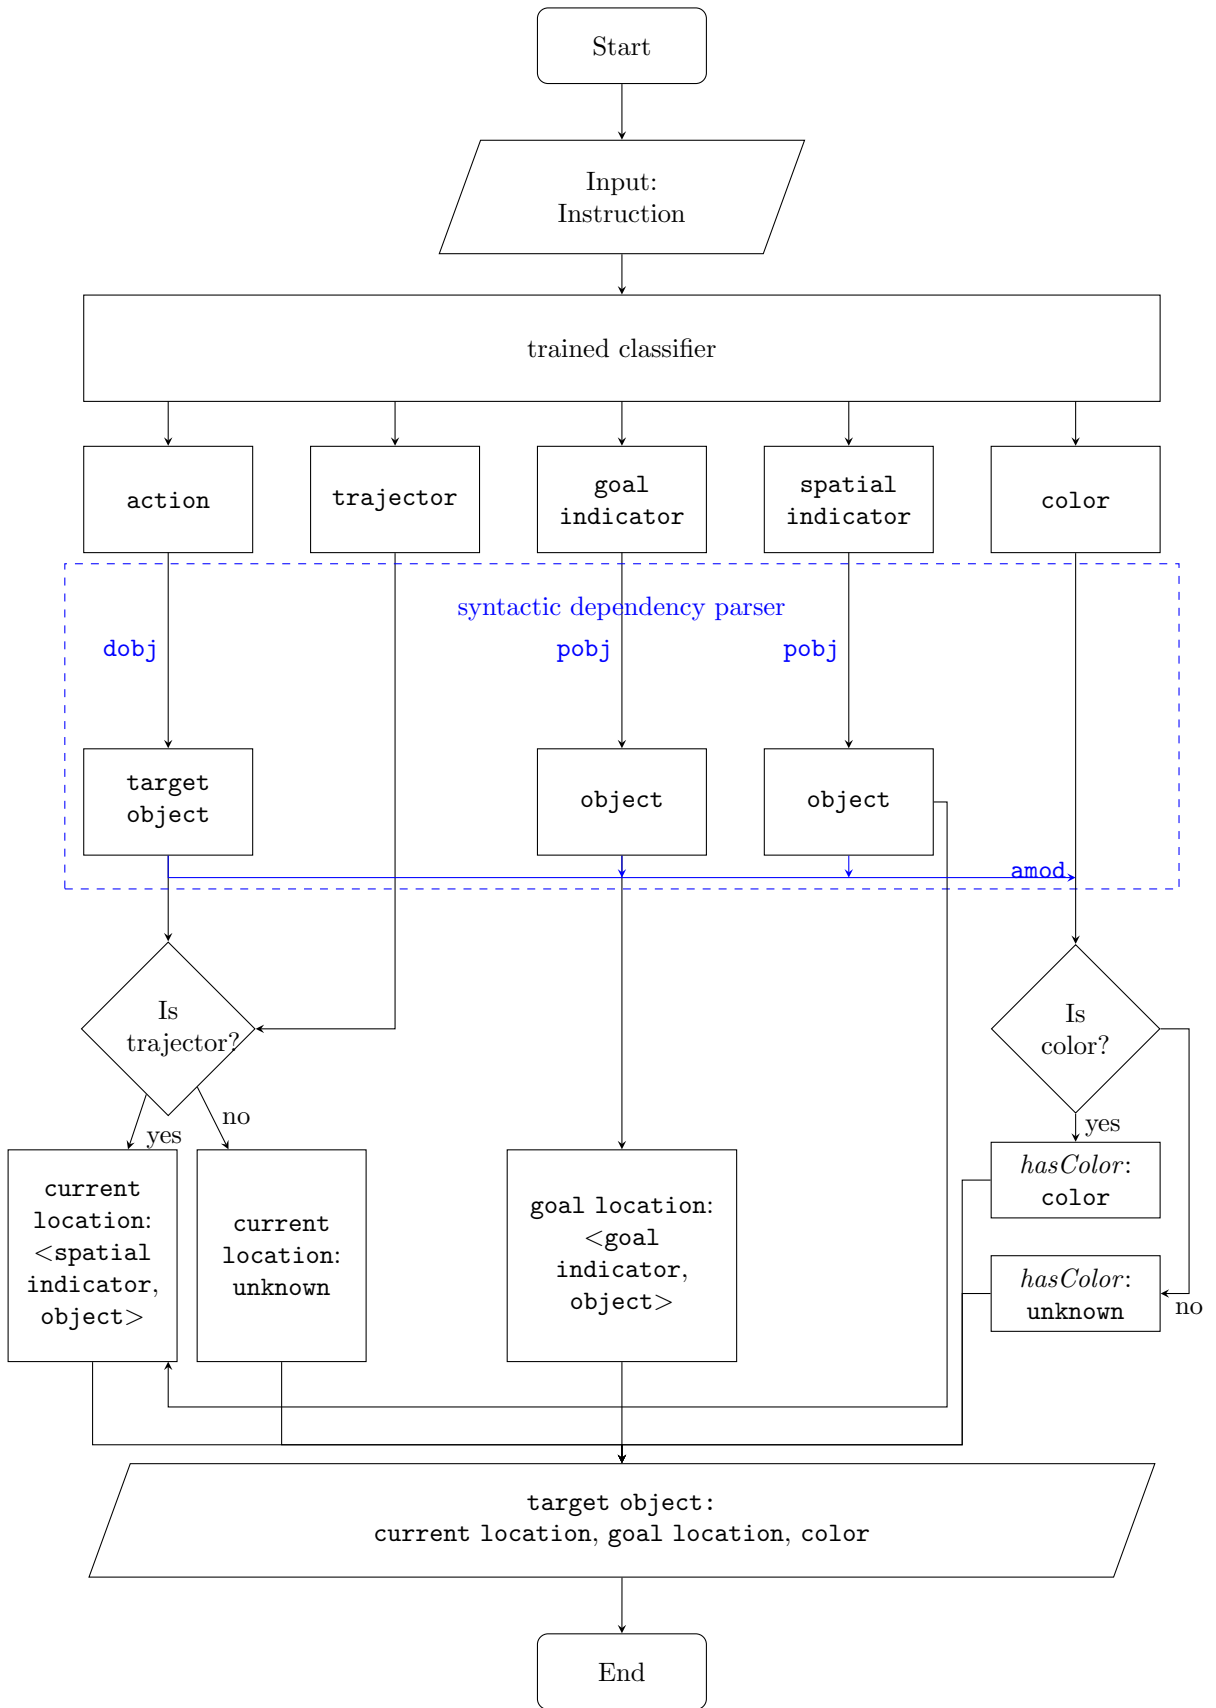 Start
Input:
Instruction
trained classifier
action
trajector
goal
indicator
spatial
indicator
color
syntactic dependency parser
dobj
pobj
pobj
target
object
object
object
amod
Is
trajector?
Is
color?
yes
no
yes
no
current
location:
<spatial
indicator,
object>
current
location:
unknown
goal location:
<goal
indicator,
object>
hasColor:
color
hasColor:
unknown
target object:
current location, goal location, color
End